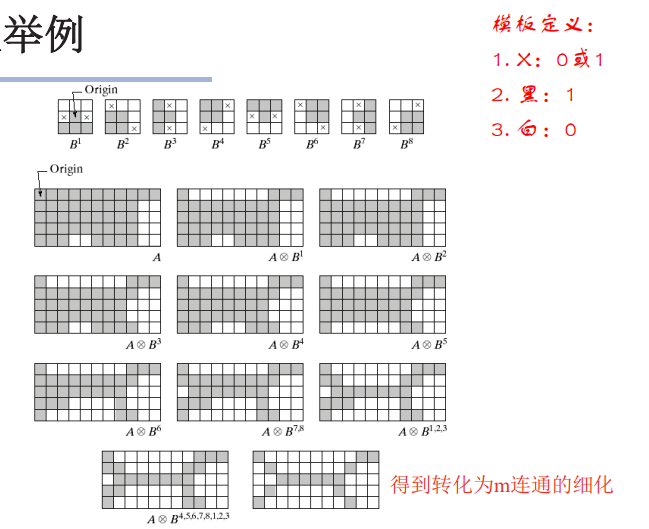 举例
模板定义：
1.X：0或1
2.黑：1
3.白：0
Origin
B¹ B² B³ B⁴ B⁵ B⁶ B⁷ B⁸
Origin
A A ⊗ B¹ A ⊗ B²
A ⊗ B³ A ⊗ B⁴ A ⊗ B⁵
A ⊗ B⁶ A ⊗ B⁷,⁸ A ⊗ B¹,²,³
得到转化为m连通的细化
A ⊗ B⁴,⁵,⁶,⁷,⁸,¹,²,³